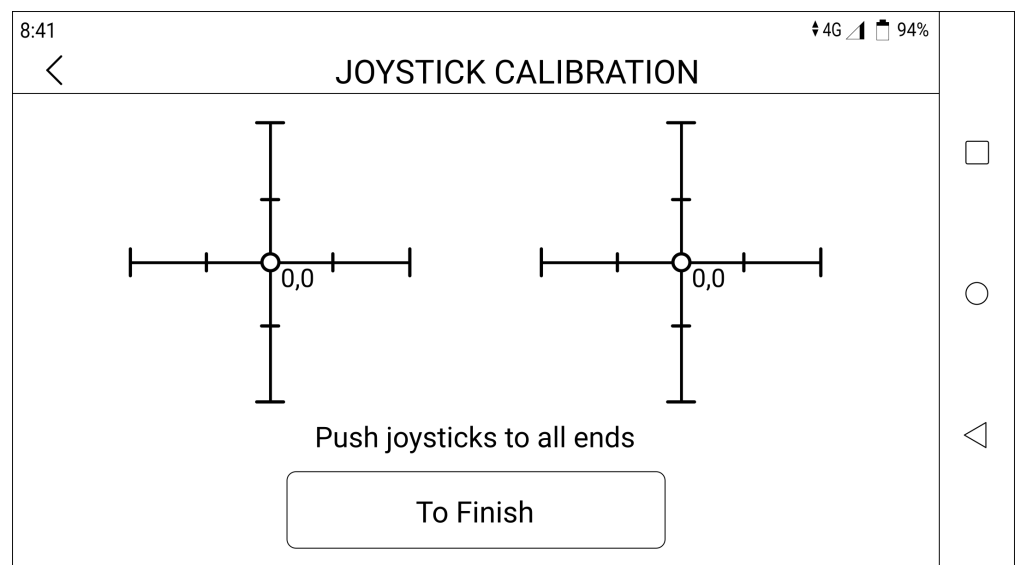 8:41
4G 94%
JOYSTICK CALIBRATION
0,0 0,0
Push joysticks to all ends
To Finish